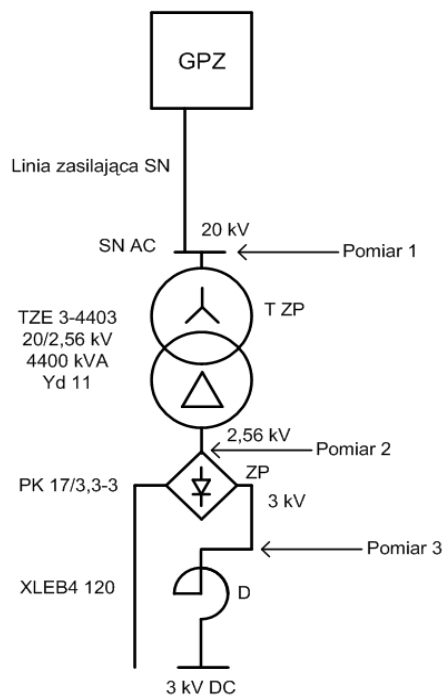 GPZ
Linia zasilająca SN
20 kV
SN AC
Pomiar 1
TZE 3-4403
20/2,56 kV
4400 kVA
Yd 11
T ZP
2,56 kV
Pomiar 2
PK 17/3,3-3
ZP
3 kV
Pomiar 3
XLEB4 120
D
3 kV DC